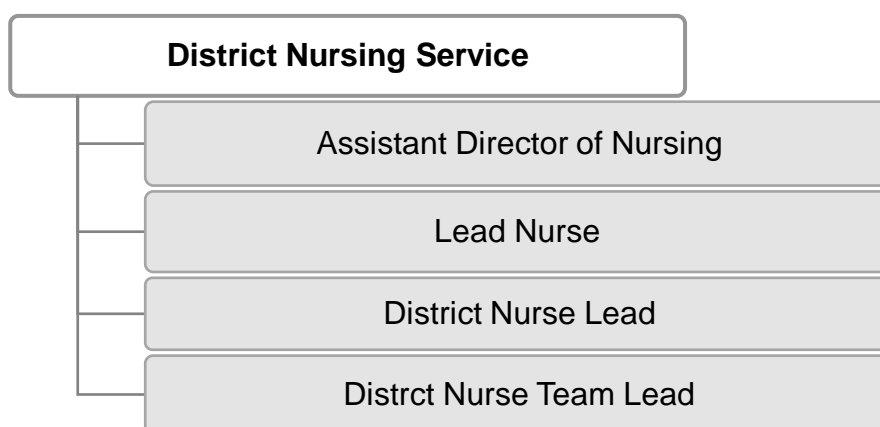 District Nursing Service
Assistant Director of Nursing
Lead Nurse
District Nurse Lead
Distrct Nurse Team Lead